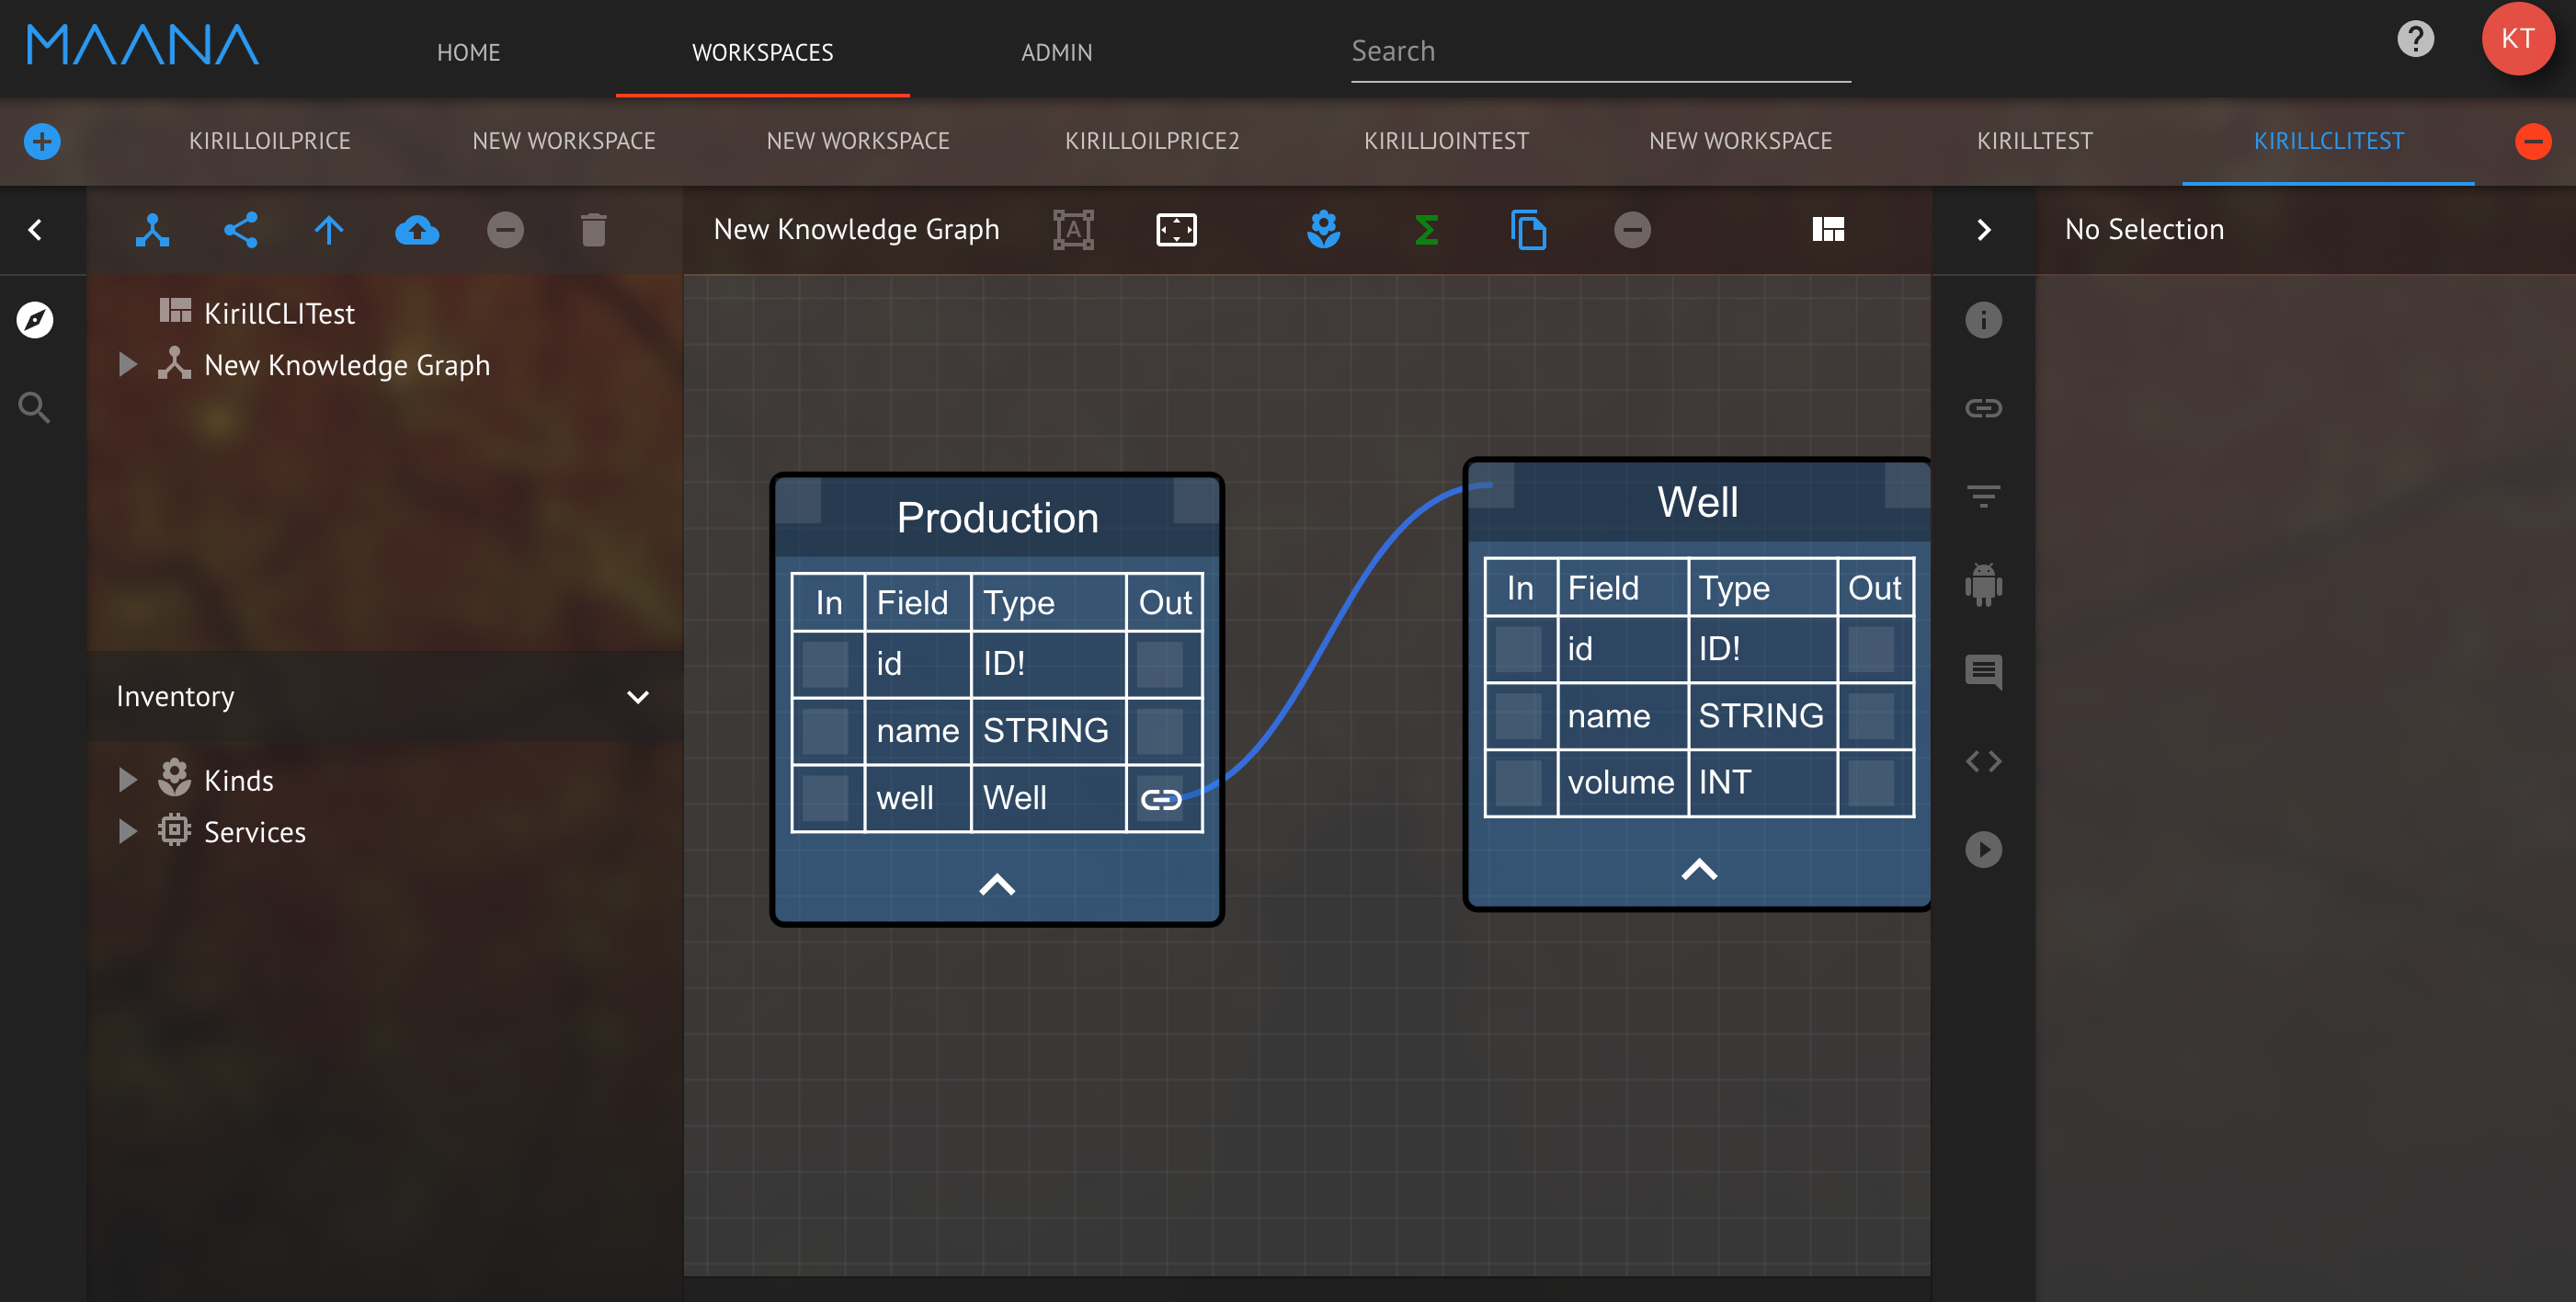 MAANA HOME WORKSPACES ADMIN Search ? KT
KIRILLOILPRICE NEW WORKSPACE NEW WORKSPACE KIRILLOILPRICE2 KIRILLJOINTEST NEW WORKSPACE KIRILLTEST KIRILLCLITEST
New Knowledge Graph A Σ No Selection
KirillCLITest
New Knowledge Graph
Inventory
Kinds
Services
Production
In Field Type Out
id ID!
name STRING
well Well
Well
In Field Type Out
id ID!
name STRING
volume INT